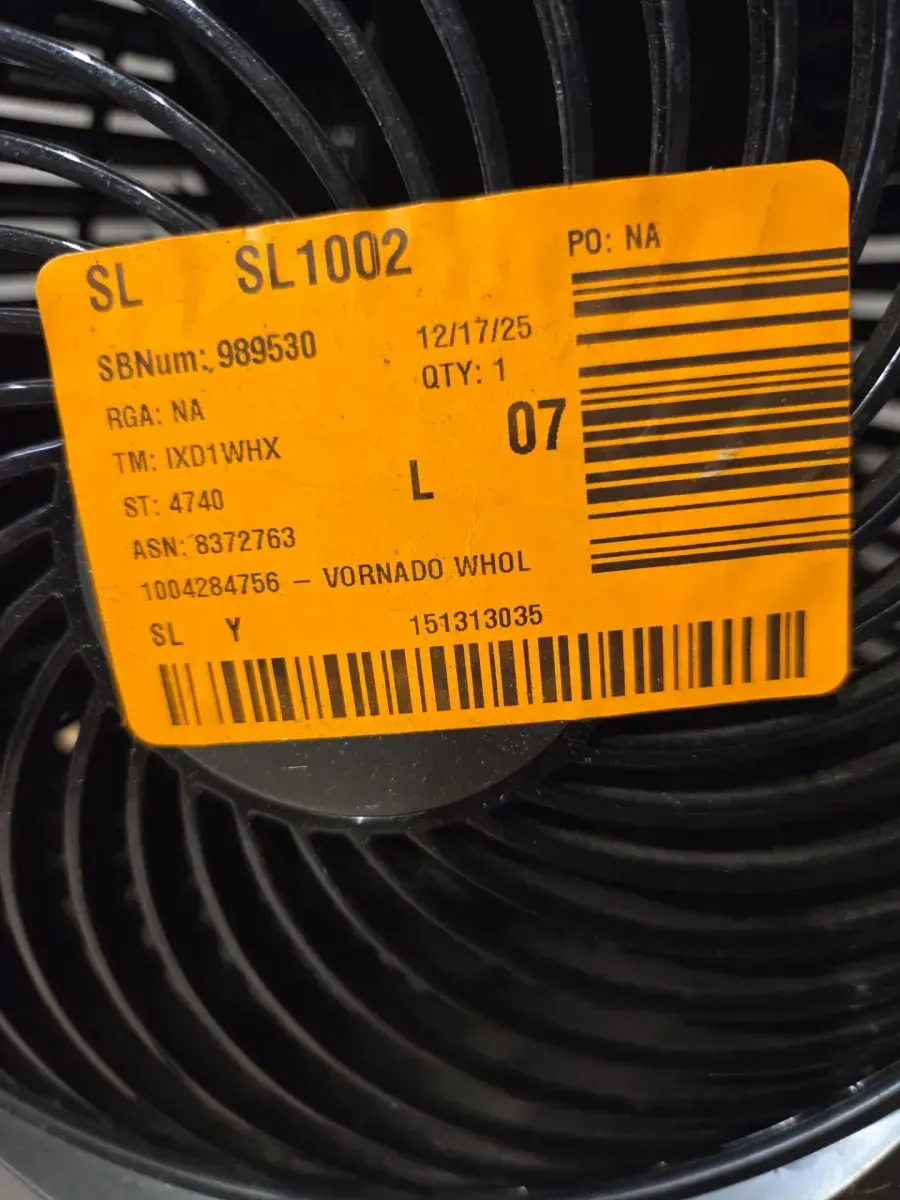 SL SL1002
PO: NA
SBNum: 989530
12/17/25
QTY: 1
RGA: NA
07
TM: IXD1WHX
L
ST: 4740
ASN: 8372763
1004284756 – VORNADO WHOL
SL Y 151313035